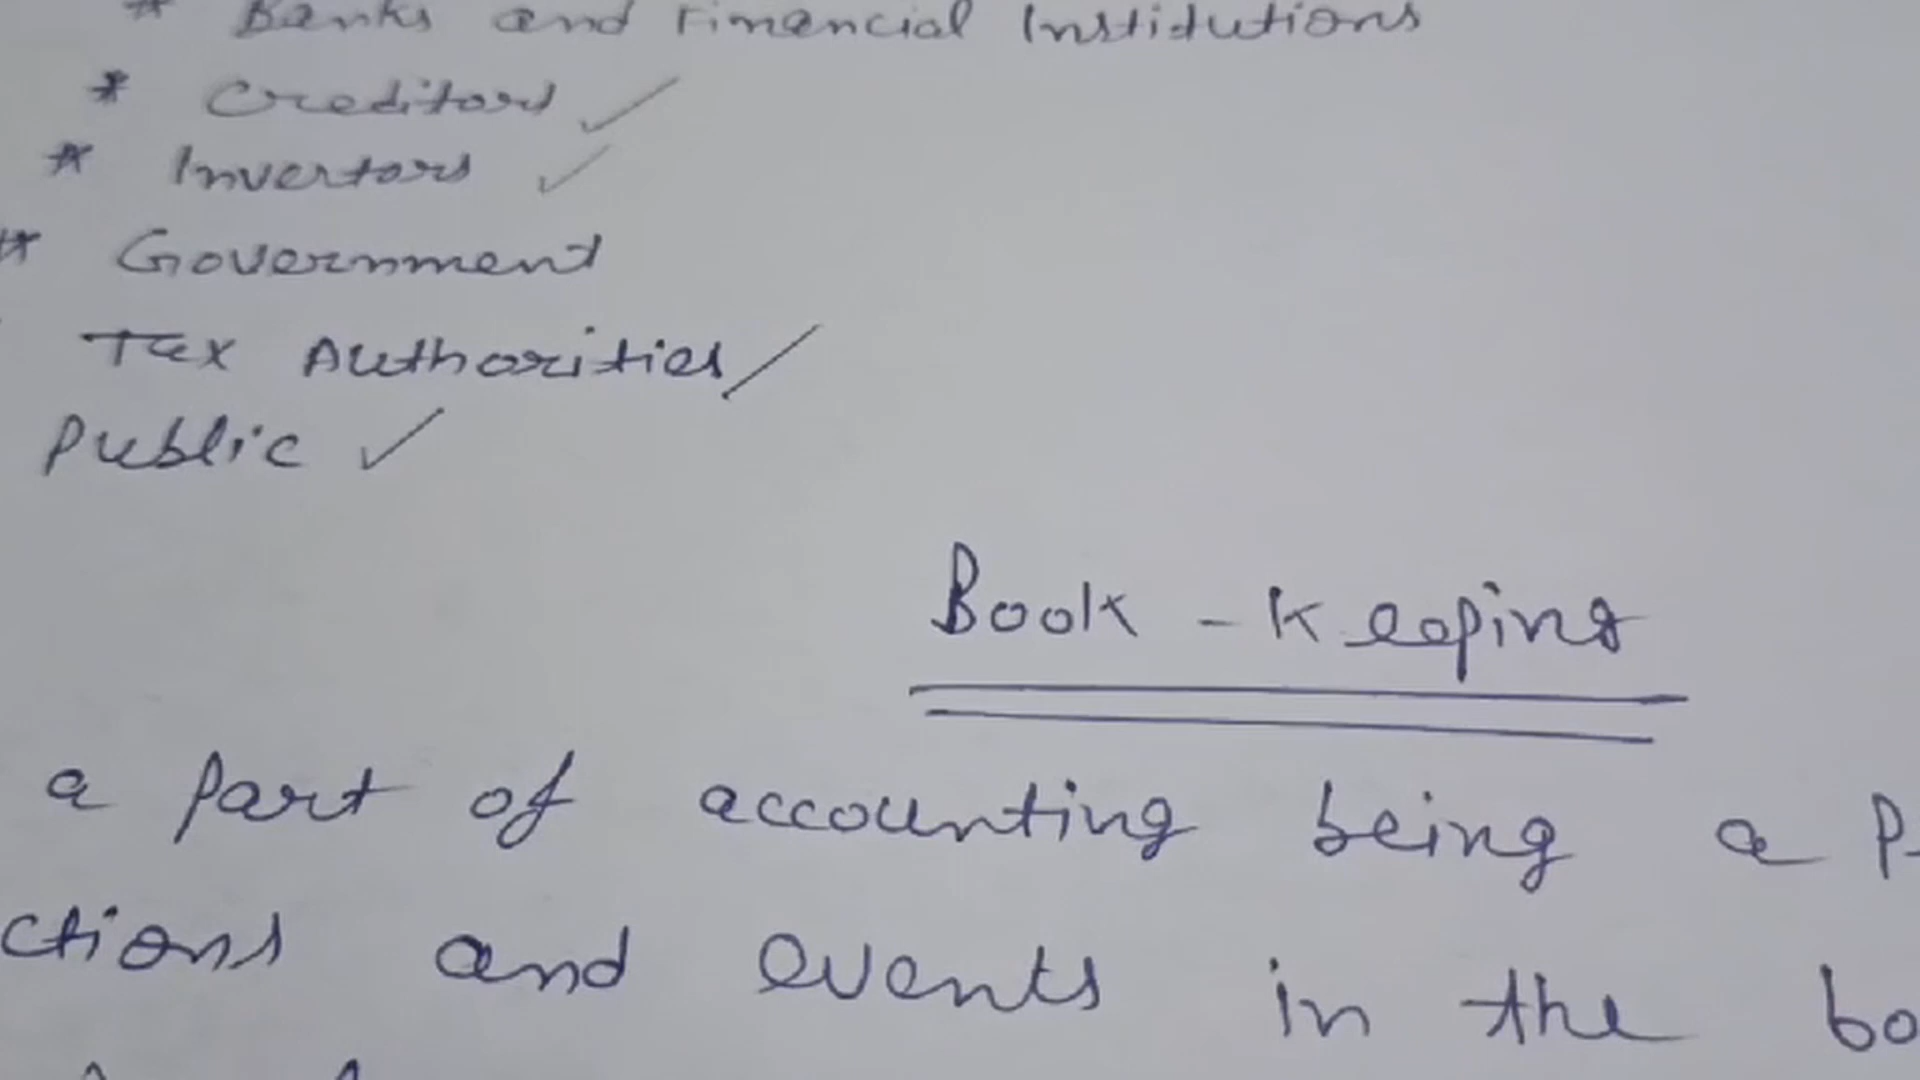 * Banks and Financial Institutions
* Creditors ✓
* Investors ✓
* Government
Tax Authorities /
Public ✓
Book - Keeping
a part of accounting being a P
ctions and events in the bo